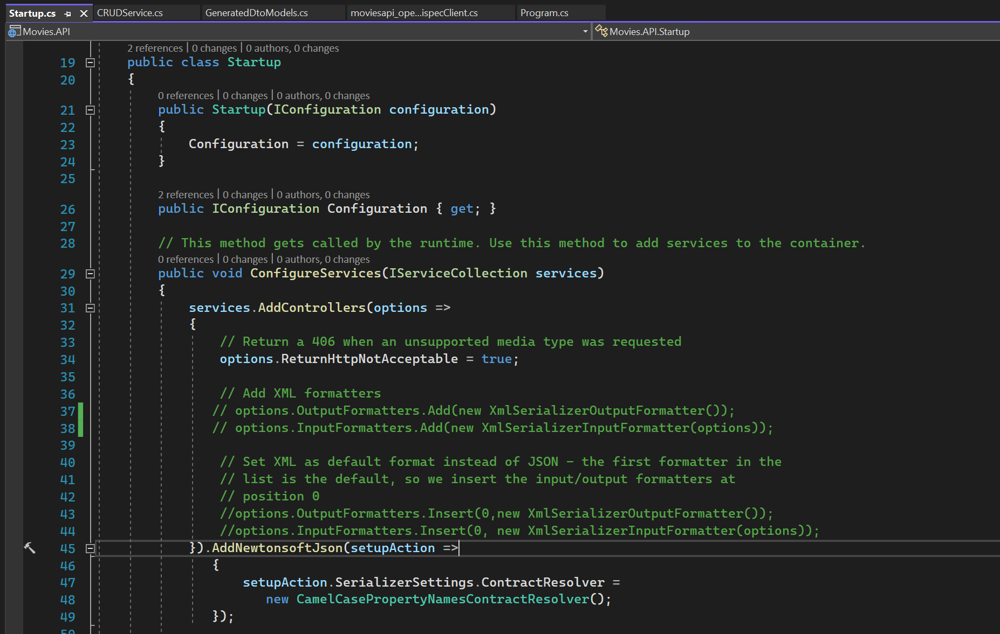 Startup.cs CRUDService.cs GeneratedDtoModels.cs moviesapi_ope...ispecClient.cs Program.cs
Movies.API Movies.API.Startup
2 references | 0 changes | 0 authors, 0 changes
19 public class Startup
20 {
0 references | 0 changes | 0 authors, 0 changes
21 public Startup(IConfiguration configuration)
22 {
23 Configuration = configuration;
24 }
25
2 references | 0 changes | 0 authors, 0 changes
26 public IConfiguration Configuration { get; }
27
28 // This method gets called by the runtime. Use this method to add services to the container.
0 references | 0 changes | 0 authors, 0 changes
29 public void ConfigureServices(IServiceCollection services)
30 {
31 services.AddControllers(options =>
32 {
33 // Return a 406 when an unsupported media type was requested
34 options.ReturnHttpNotAcceptable = true;
35
36 // Add XML formatters
37 // options.OutputFormatters.Add(new XmlSerializerOutputFormatter());
38 // options.InputFormatters.Add(new XmlSerializerInputFormatter(options));
39
40 // Set XML as default format instead of JSON - the first formatter in the
41 // list is the default, so we insert the input/output formatters at
42 // position 0
43 //options.OutputFormatters.Insert(0,new XmlSerializerOutputFormatter());
44 //options.InputFormatters.Insert(0, new XmlSerializerInputFormatter(options));
45 }).AddNewtonsoftJson(setupAction =>
46 {
47 setupAction.SerializerSettings.ContractResolver =
48 new CamelCasePropertyNamesContractResolver();
49 });
50